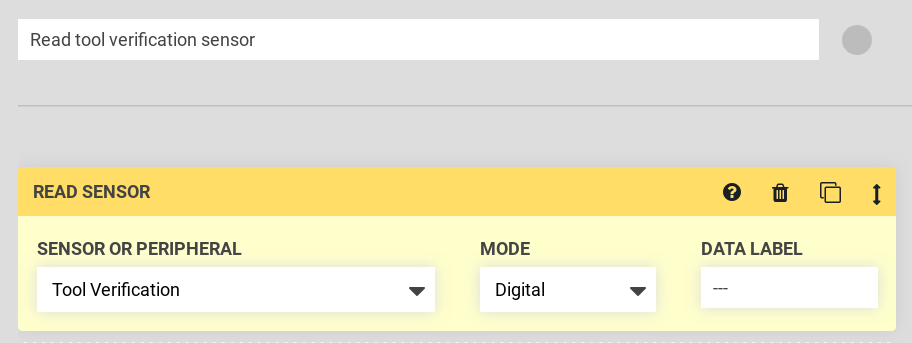 Read tool verification sensor
READ SENSOR
SENSOR OR PERIPHERAL MODE DATA LABEL
Tool Verification Digital ---